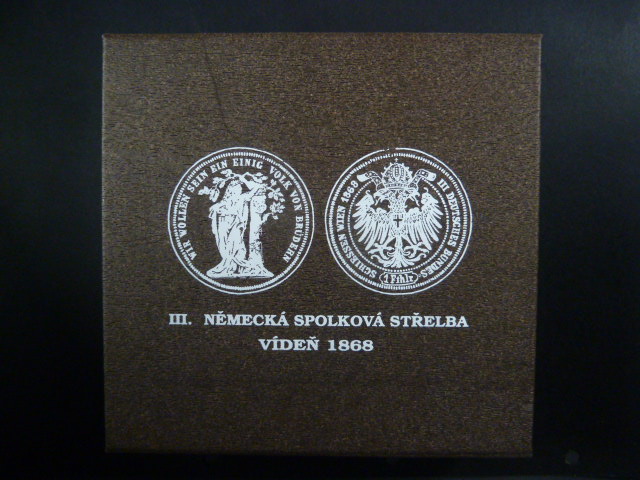 WIR WOLLEN SEIN EIN EINIG VOLK VON BRÜDERN
SCHIESSEN WIEN 1868 III DEUTSCHES BUNDES
1 Fthlr
III. NĚMECKÁ SPOLKOVÁ STŘELBA
VÍDEŇ 1868